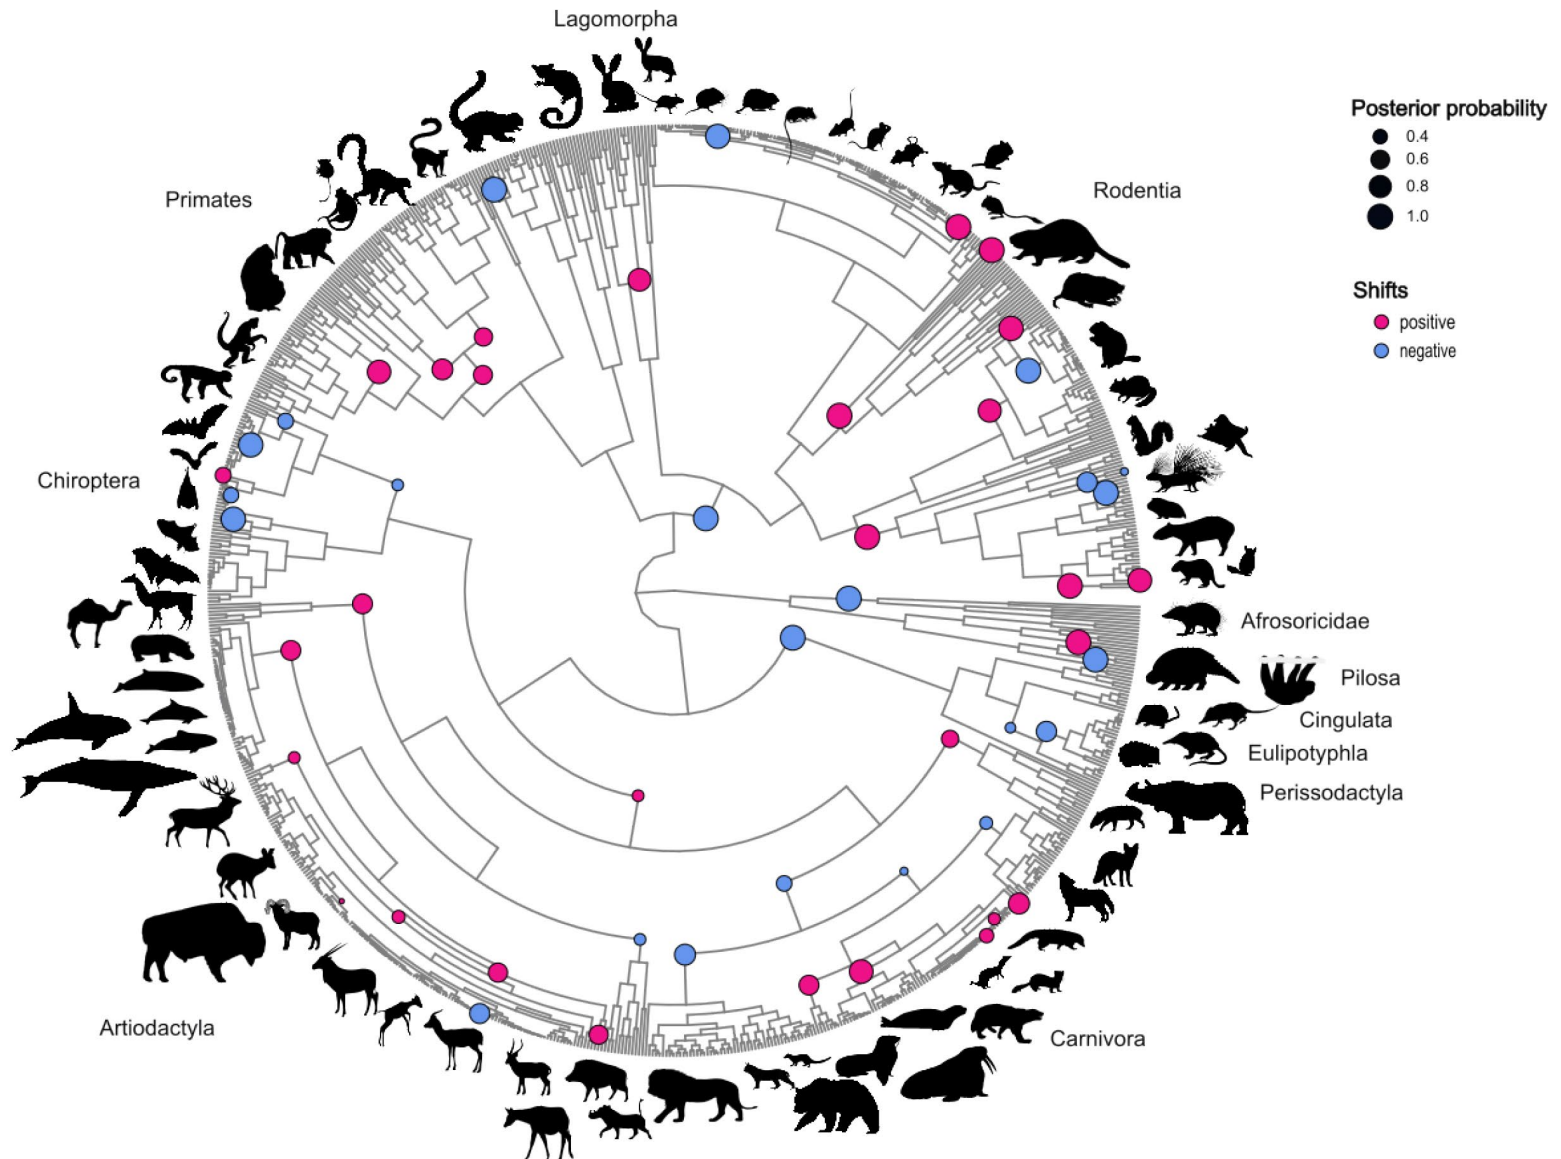 Lagomorpha
Posterior probability
0.4
0.6
0.8
1.0
Primates
Rodentia
Shifts
positive
negative
Chiroptera
Afrosoricidae
Pilosa
Cingulata
Eulipotyphla
Perissodactyla
Artiodactyla
Carnivora